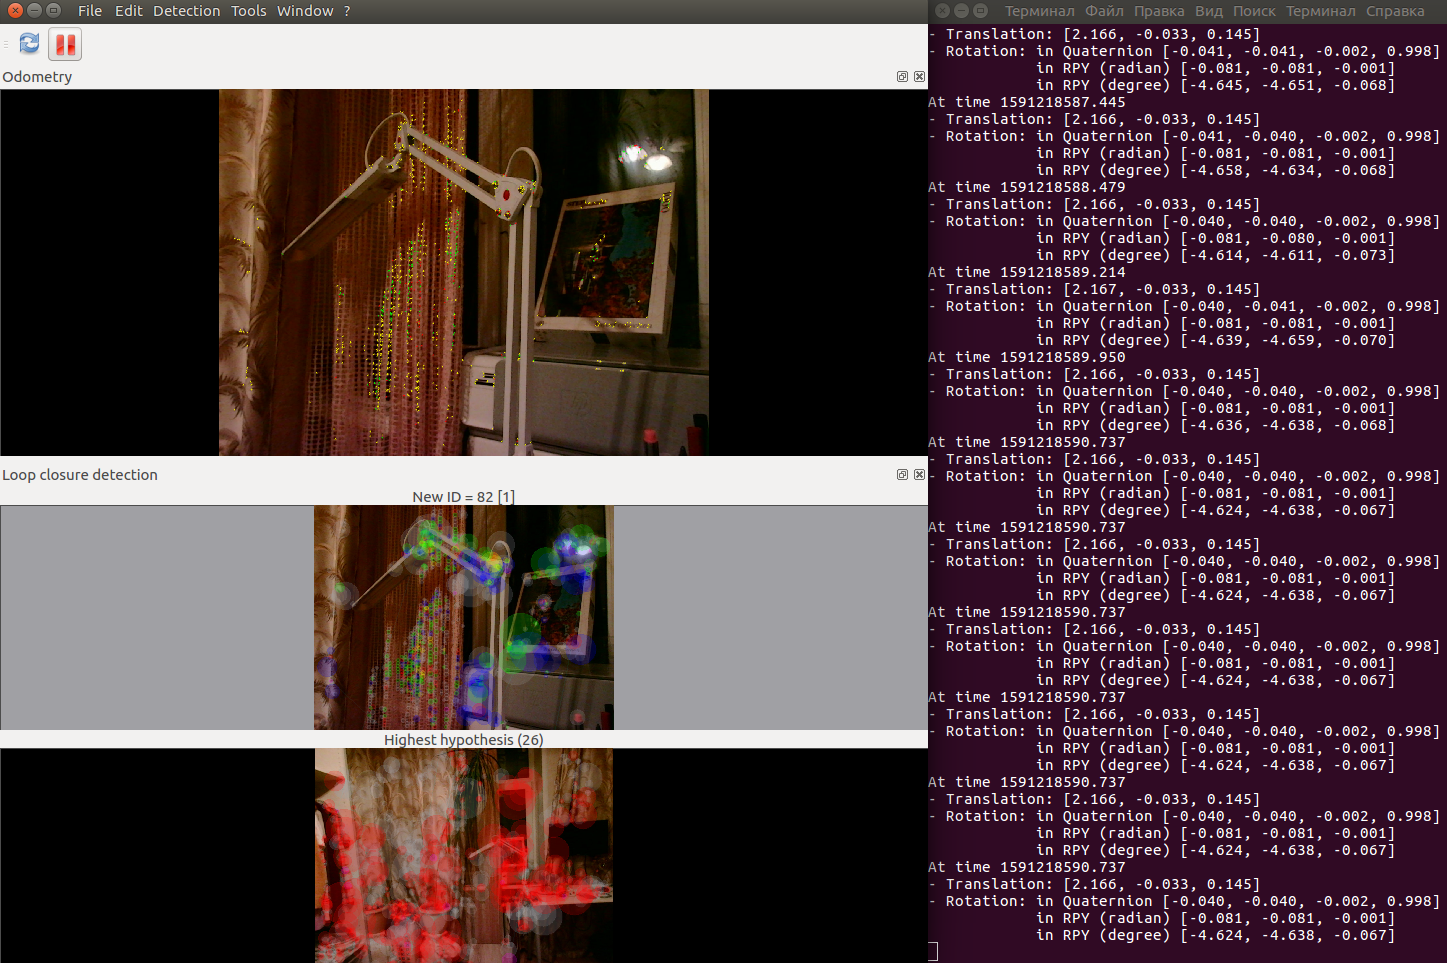 File Edit Detection Tools Window ?
Odometry
Loop closure detection
New ID = 82 [1]
Highest hypothesis (26)
Терминал Файл Правка Вид Поиск Терминал Справка
- Translation: [2.166, -0.033, 0.145]
- Rotation: in Quaternion [-0.041, -0.041, -0.002, 0.998]
in RPY (radian) [-0.081, -0.081, -0.001]
in RPY (degree) [-4.645, -4.651, -0.068]
At time 1591218587.445
- Translation: [2.166, -0.033, 0.145]
- Rotation: in Quaternion [-0.041, -0.040, -0.002, 0.998]
in RPY (radian) [-0.081, -0.081, -0.001]
in RPY (degree) [-4.658, -4.634, -0.068]
At time 1591218588.479
- Translation: [2.166, -0.033, 0.145]
- Rotation: in Quaternion [-0.040, -0.040, -0.002, 0.998]
in RPY (radian) [-0.081, -0.080, -0.001]
in RPY (degree) [-4.614, -4.611, -0.073]
At time 1591218589.214
- Translation: [2.167, -0.033, 0.145]
- Rotation: in Quaternion [-0.040, -0.041, -0.002, 0.998]
in RPY (radian) [-0.081, -0.081, -0.001]
in RPY (degree) [-4.639, -4.659, -0.070]
At time 1591218589.950
- Translation: [2.166, -0.033, 0.145]
- Rotation: in Quaternion [-0.040, -0.040, -0.002, 0.998]
in RPY (radian) [-0.081, -0.081, -0.001]
in RPY (degree) [-4.636, -4.638, -0.068]
At time 1591218590.737
- Translation: [2.166, -0.033, 0.145]
- Rotation: in Quaternion [-0.040, -0.040, -0.002, 0.998]
in RPY (radian) [-0.081, -0.081, -0.001]
in RPY (degree) [-4.624, -4.638, -0.067]
At time 1591218590.737
- Translation: [2.166, -0.033, 0.145]
- Rotation: in Quaternion [-0.040, -0.040, -0.002, 0.998]
in RPY (radian) [-0.081, -0.081, -0.001]
in RPY (degree) [-4.624, -4.638, -0.067]
At time 1591218590.737
- Translation: [2.166, -0.033, 0.145]
- Rotation: in Quaternion [-0.040, -0.040, -0.002, 0.998]
in RPY (radian) [-0.081, -0.081, -0.001]
in RPY (degree) [-4.624, -4.638, -0.067]
At time 1591218590.737
- Translation: [2.166, -0.033, 0.145]
- Rotation: in Quaternion [-0.040, -0.040, -0.002, 0.998]
in RPY (radian) [-0.081, -0.081, -0.001]
in RPY (degree) [-4.624, -4.638, -0.067]
At time 1591218590.737
- Translation: [2.166, -0.033, 0.145]
- Rotation: in Quaternion [-0.040, -0.040, -0.002, 0.998]
in RPY (radian) [-0.081, -0.081, -0.001]
in RPY (degree) [-4.624, -4.638, -0.067]
At time 1591218590.737
- Translation: [2.166, -0.033, 0.145]
- Rotation: in Quaternion [-0.040, -0.040, -0.002, 0.998]
in RPY (radian) [-0.081, -0.081, -0.001]
in RPY (degree) [-4.624, -4.638, -0.067]